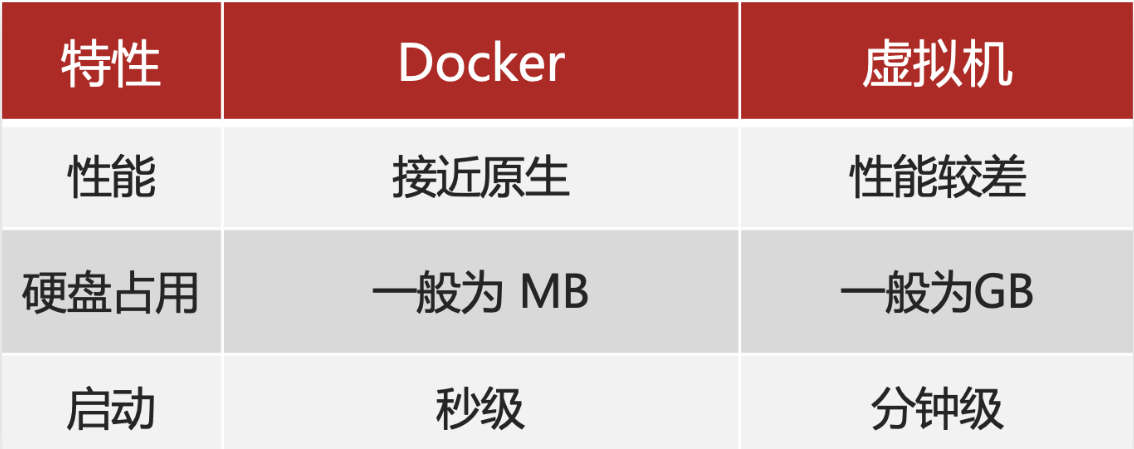 特性 Docker 虚拟机
性能 接近原生 性能较差
硬盘占用 一般为 MB 一般为GB
启动 秒级 分钟级